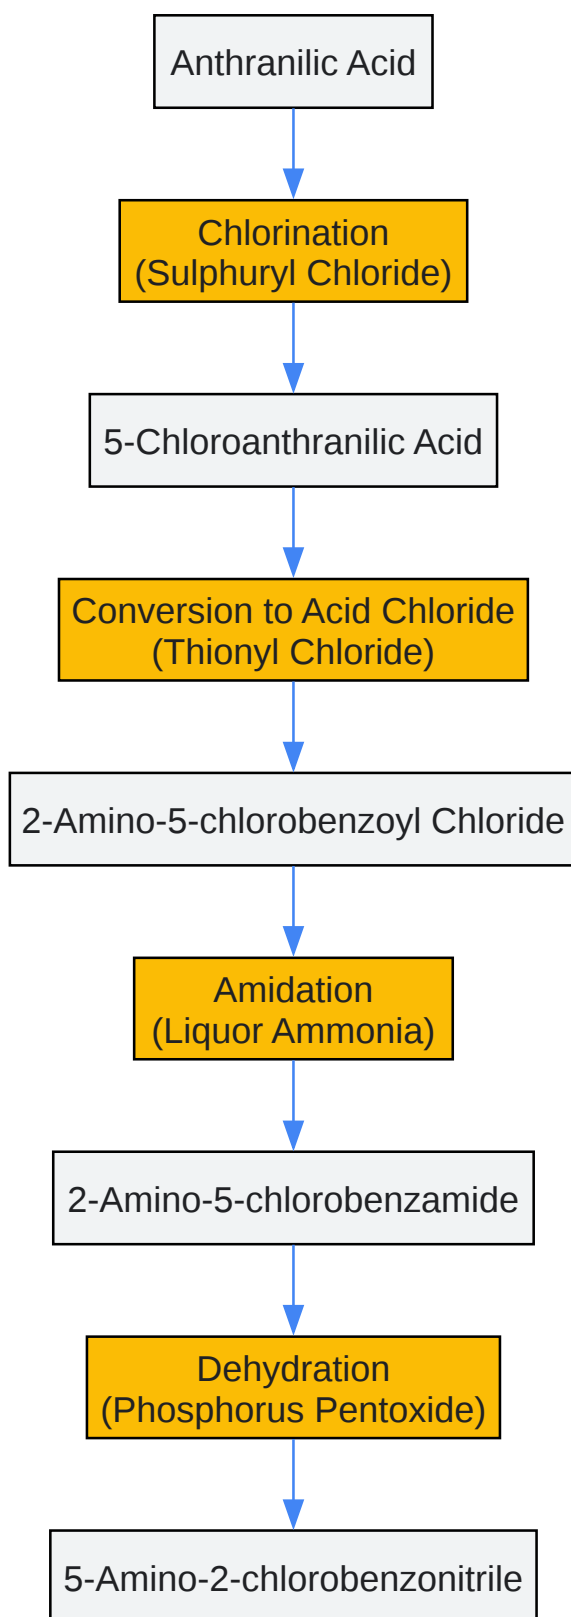 Anthranilic Acid
Chlorination
(Sulphuryl Chloride)
5-Chloroanthranilic Acid
Conversion to Acid Chloride
(Thionyl Chloride)
2-Amino-5-chlorobenzoyl Chloride
Amidation
(Liquor Ammonia)
2-Amino-5-chlorobenzamide
Dehydration
(Phosphorus Pentoxide)
5-Amino-2-chlorobenzonitrile